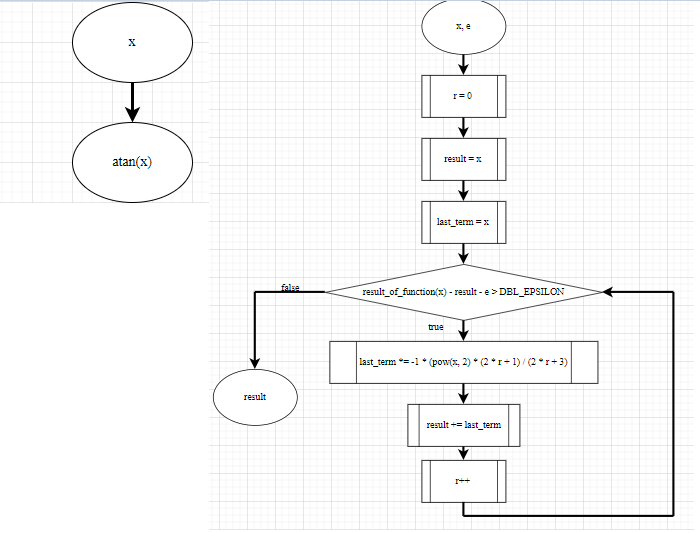 x
atan(x)
x, e
r = 0
result = x
last_term = x
result_of_function(x) - result - e > DBL_EPSILON
false
true
last_term *= -1 * (pow(x, 2) * (2 * r + 1) / (2 * r + 3)
result
result += last_term
r++